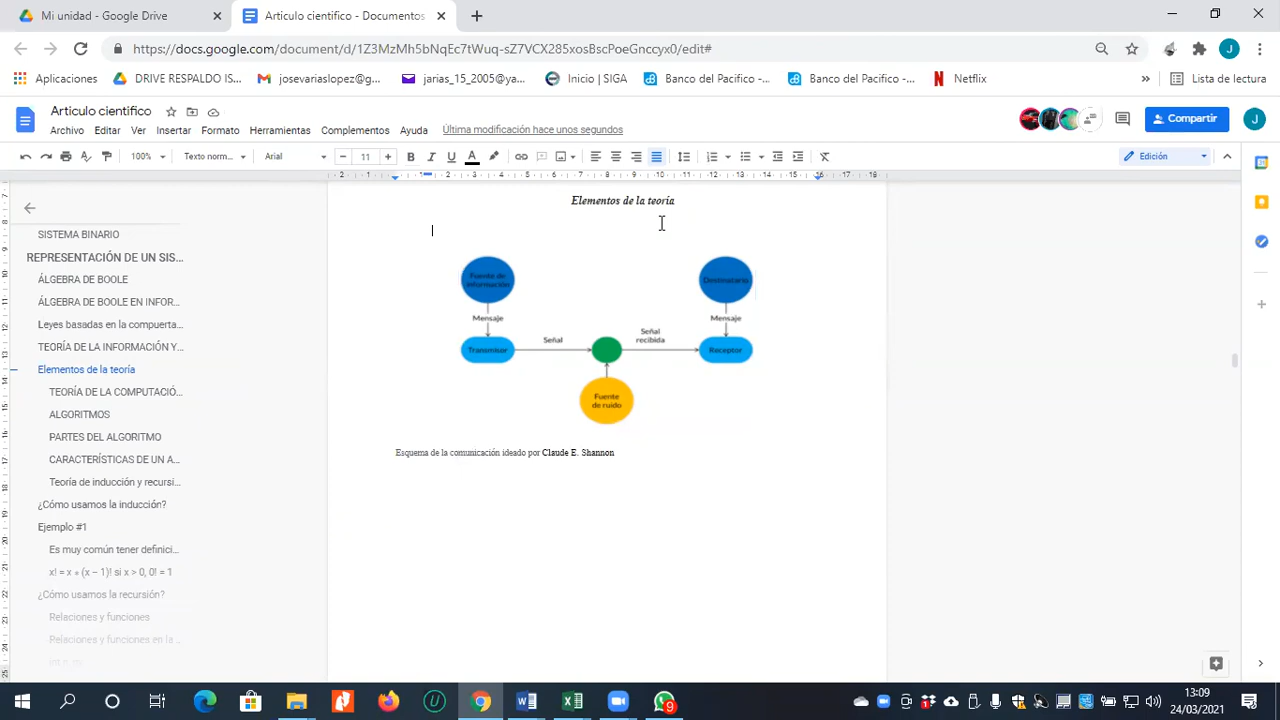 Mi unidad - Google Drive
Articulo cientifico - Documentos
https://docs.google.com/document/d/1Z3MzMh5bNqEc7tWuq-sZ7VCX285xosBscPoeGnccyx0/edit#
J
Aplicaciones
DRIVE RESPALDO IS...
josevariaslopez@g...
jarias_15_2005@ya...
Inicio | SIGA
Banco del Pacifico -...
Banco del Pacifico -...
Netflix
Lista de lectura
Articulo científico
Archivo Editar Ver Insertar Formato Herramientas Complementos Ayuda Última modificación hace unos segundos
Compartir
J
100% Texto norm... Arial 11
Edición
Elementos de la teoría
SISTEMA BINARIO
REPRESENTACIÓN DE UN SIS...
ÁLGEBRA DE BOOLE
ÁLGEBRA DE BOOLE EN INFOR...
Leyes basadas en la compuerta...
TEORÍA DE LA INFORMACIÓN Y...
Elementos de la teoría
TEORÍA DE LA COMPUTACIÓ...
ALGORITMOS
PARTES DEL ALGORITMO
CARACTERÍSTICAS DE UN A...
Teoría de inducción y recursi...
¿Cómo usamos la inducción?
Ejemplo #1
Es muy común tener definici...
x! = x ∗ (x − 1)! si x > 0, 0! = 1
¿Cómo usamos la recursión?
Relaciones y funciones
Relaciones y funciones en la ...
Fuente de
información
Destinatario
Mensaje
Mensaje
Transmisor
Señal
Señal
recibida
Receptor
Fuente
de ruido
Esquema de la comunicación ideado por Claude E. Shannon
9
1
13:09
24/03/2021